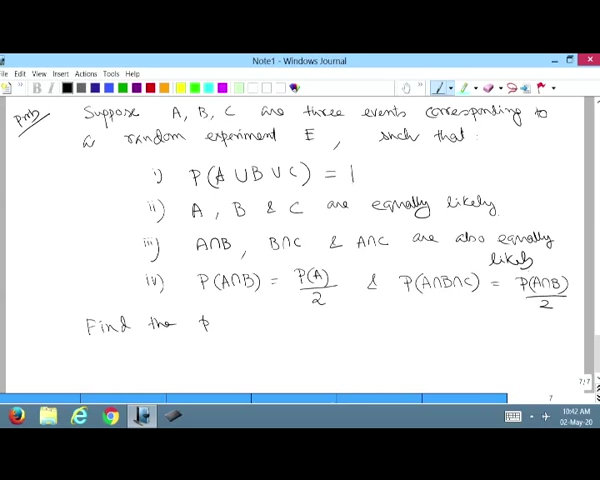 Note1 - Windows Journal
File Edit View Insert Actions Tools Help
B
Prob
Suppose A, B, C are three events corresponding to
a random experiment E, such that:
i) P(A ∪ B ∪ C) = 1
ii) A, B & C are equally likely.
iii) A∩B, B∩C & A∩C are also equally
likely
iv) P(A∩B) = P(A)/2 & P(A∩B∩C) = P(A∩B)/2
Find the p
7/7
7
10:42 AM
02-May-20